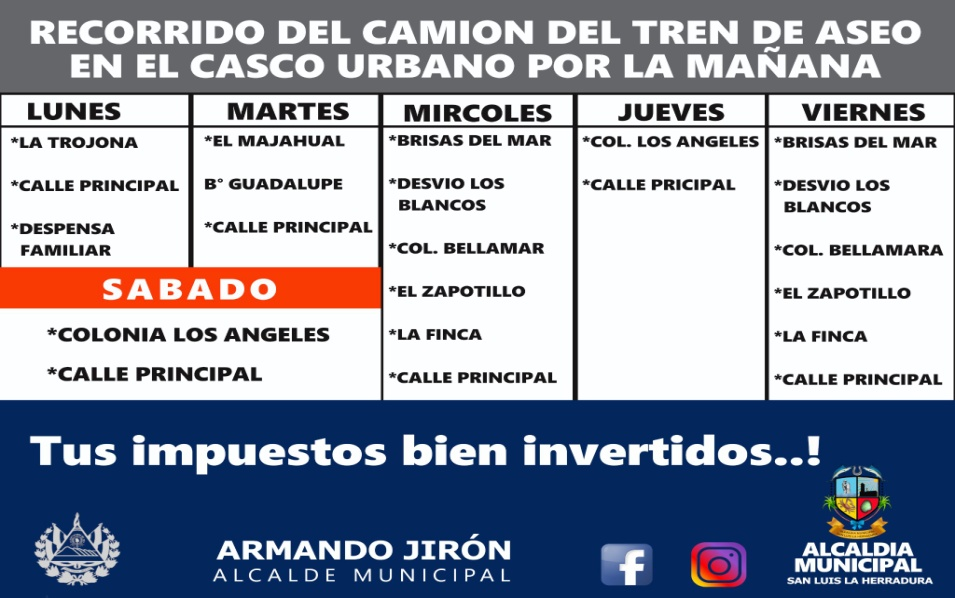 RECORRIDO DEL CAMION DEL TREN DE ASEO
EN EL CASCO URBANO POR LA MAÑANA
LUNES
*LA TROJONA
*CALLE PRINCIPAL
*DESPENSA
FAMILIAR
MARTES
*EL MAJAHUAL
B° GUADALUPE
*CALLE PRINCIPAL
MIRCOLES
*BRISAS DEL MAR
*DESVIO LOS
BLANCOS
*COL. BELLAMAR
*EL ZAPOTILLO
*LA FINCA
*CALLE PRINCIPAL
JUEVES
*COL. LOS ANGELES
*CALLE PRICIPAL
VIERNES
*BRISAS DEL MAR
*DESVIO LOS
BLANCOS
*COL. BELLAMARA
*EL ZAPOTILLO
*LA FINCA
*CALLE PRINCIPAL
SABADO
*COLONIA LOS ANGELES
*CALLE PRINCIPAL
Tus impuestos bien invertidos..!
ARMANDO JIRÓN
ALCALDE MUNICIPAL
ALCALDIA
MUNICIPAL
SAN LUIS LA HERRADURA